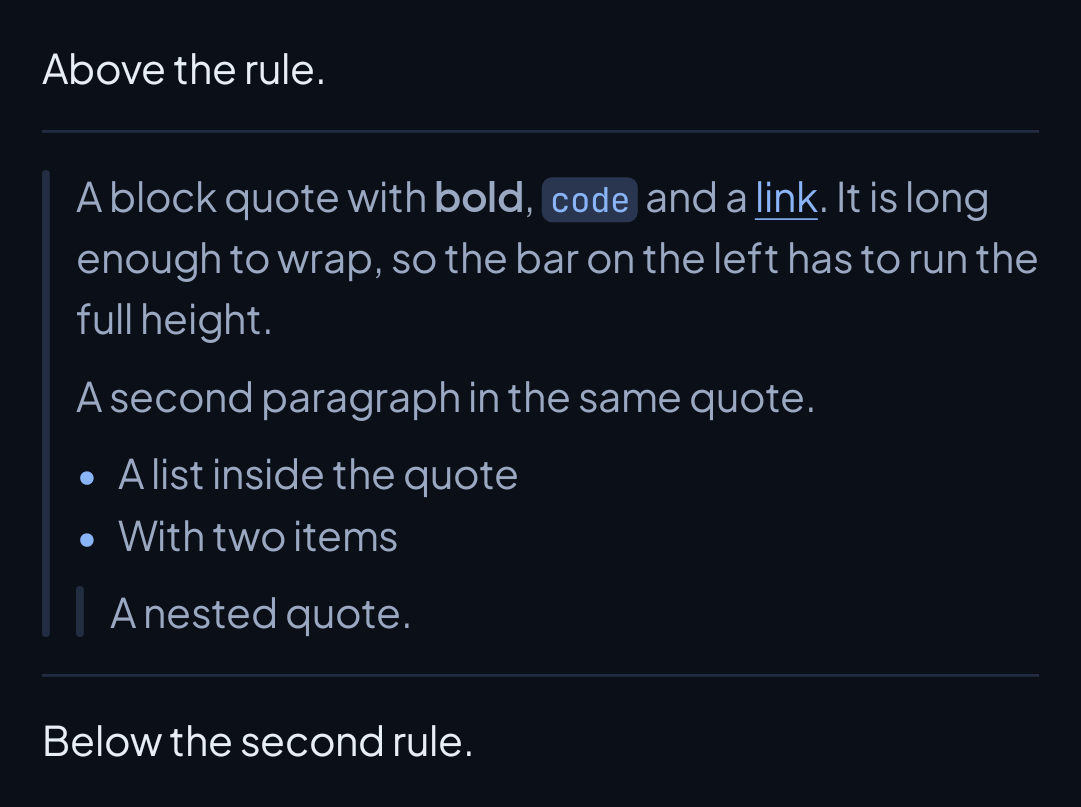 Above the rule.
A block quote with bold, code and a link. It is long
enough to wrap, so the bar on the left has to run the
full height.
A second paragraph in the same quote.
• A list inside the quote
• With two items
A nested quote.
Below the second rule.